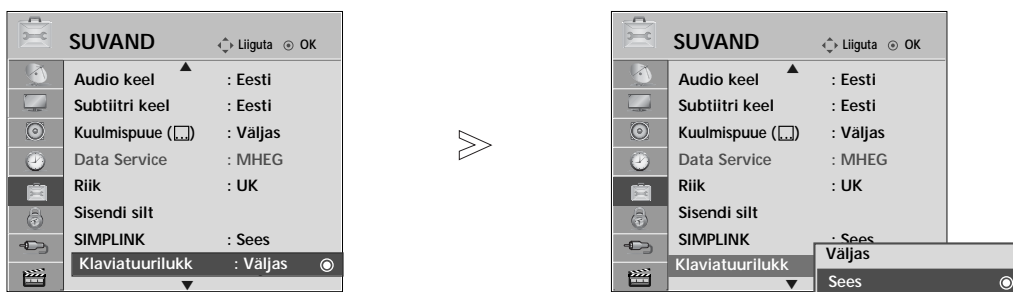 SUVAND Liiguta OK
Audio keel : Eesti
Subtiitri keel : Eesti
Kuulmispuue ( ) : Väljas
Data Service : MHEG
Riik : UK
Sisendi silt
SIMPLINK : Sees
Klaviatuurilukk : Väljas
SUVAND Liiguta OK
Audio keel : Eesti
Subtiitri keel : Eesti
Kuulmispuue ( ) : Väljas
Data Service : MHEG
Riik : UK
Sisendi silt
SIMPLINK : Sees
Klaviatuurilukk
Väljas
Sees